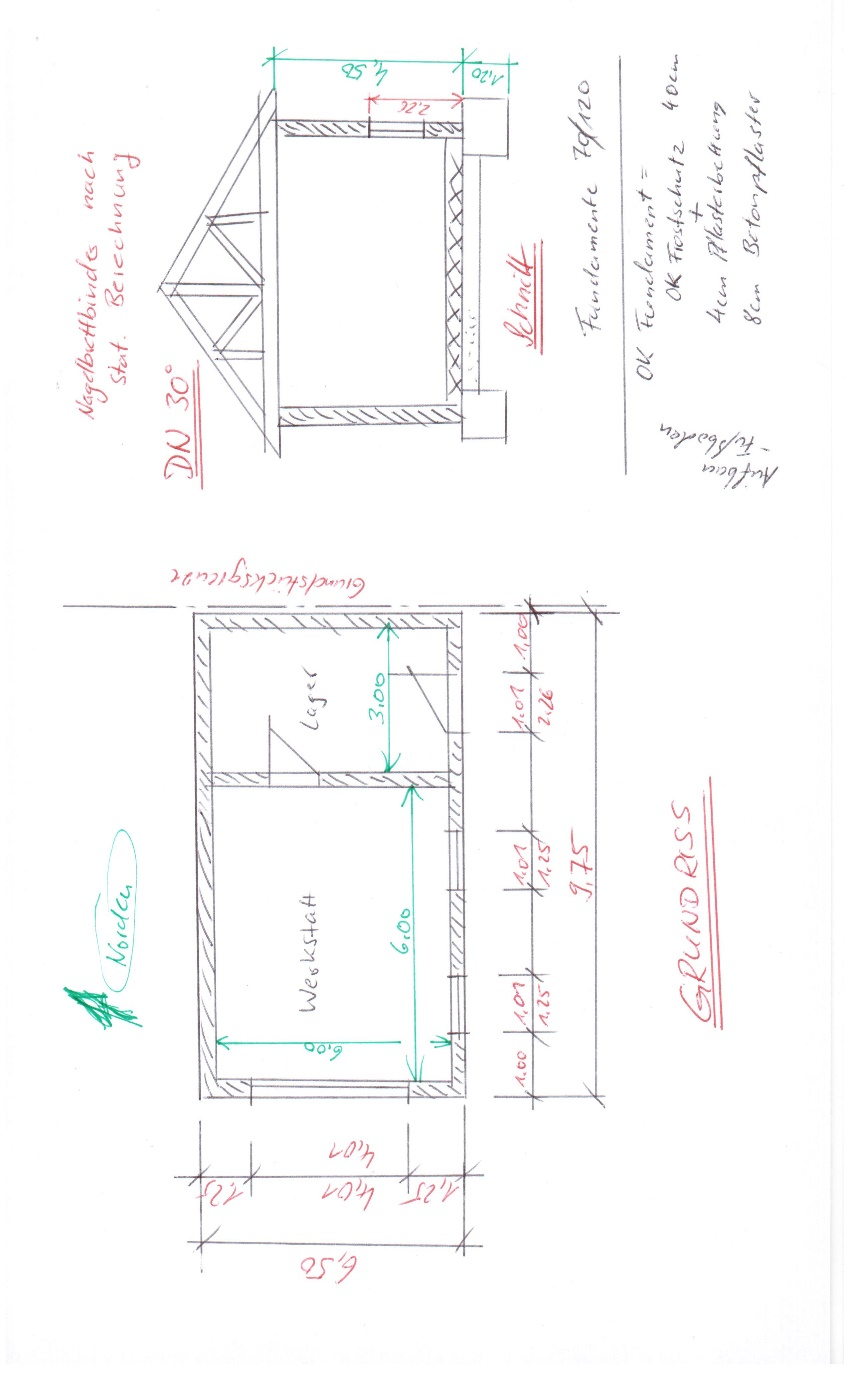 Nagelbrettbinder nach
stat. Berechnung
DN 30°
4,50
1,20
2,26
Schnitt
Fundamente 70/120
OK Fundament =
OK Frostschutz 40cm
+
4cm Pflasterbettung
8cm Betonpflaster
Aufbau
- Fußboden
Norden
Grundstücksgrenze
Lager
3.00
Werkstatt
6.00
6,00
1,25
4,01
4,01
1,25
6,50
1.00
1,01
1,25
1,01
1,25
1,01
2,26
1,00
9,75
GRUNDRISS